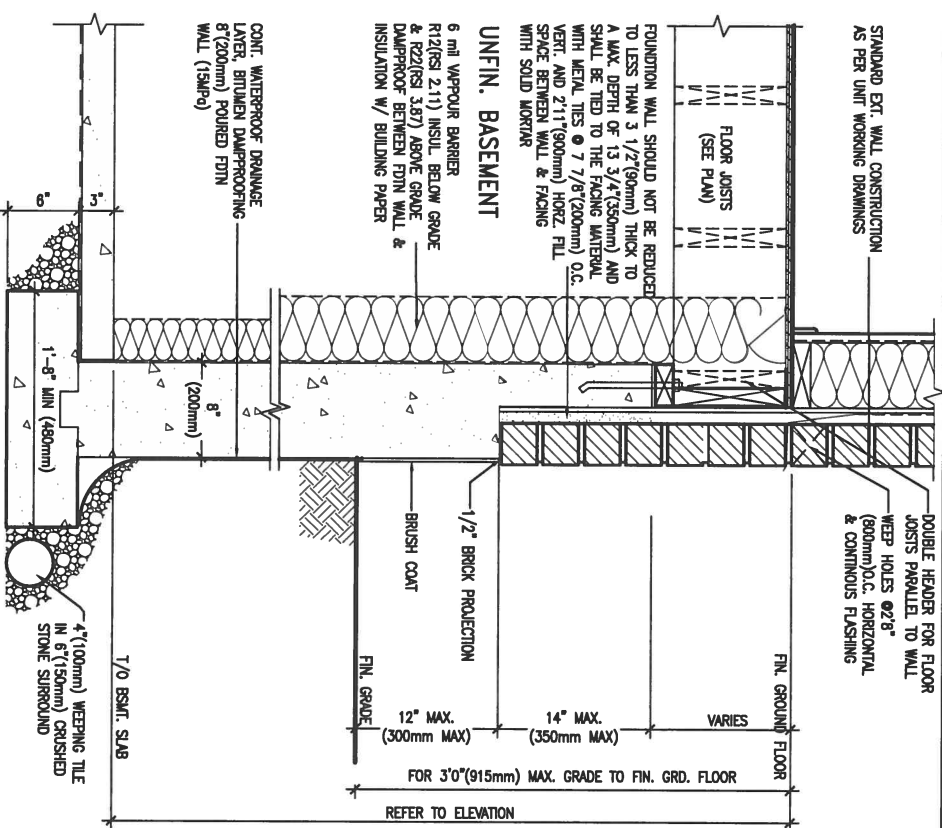 STANDARD EXT. WALL CONSTRUCTION
AS PER UNIT WORKING DRAWINGS
FLOOR JOISTS
(SEE PLAN)
FOUNDTION WALL SHOULD NOT BE REDUCED
TO LESS THAN 3 1/2"(90mm) THICK TO
A MAX. DEPTH OF 13 3/4"(350mm) AND
SHALL BE TIED TO THE FACING MATERIAL
WITH METAL TIES @ 7 7/8"(200mm) O.C.
VERT. AND 2'11"(900mm) HORZ. FILL
SPACE BETWEEN WALL & FACING
WITH SOLID MORTAR
UNFIN. BASEMENT
6 mil VAPPOUR BARRIER
R12(RSI 2.11) INSUL BELOW GRADE
& R22(RSI 3.87) ABOVE GRADE
DAMPPROOF BETWEEN FDTN WALL &
INSULATION W/ BUILDING PAPER
CONT. WATERPROOF DRAINAGE
LAYER, BITUMEN DAMPPROOFING
8"(200mm) POURED FDTN
WALL (15MPa)
3"
6"
8"
(200mm)
1'-8" MIN (480mm)
DOUBLE HEADER FOR FLOOR
JOISTS PARALLEL TO WALL
WEEP HOLES @2'8"
(800mm)O.C. HORIZONTAL
& CONTINOUS FLASHING
1/2" BRICK PROJECTION
BRUSH COAT
FIN. GROUND FLOOR
FIN. GRADE
VARIES
14" MAX.
(350mm MAX)
12" MAX.
(300mm MAX)
FOR 3'0"(915mm) MAX. GRADE TO FIN. GRD. FLOOR
REFER TO ELEVATION
T/O BSMT. SLAB
4"(100mm) WEEPING TILE
IN 6"(150mm) CRUSHED
STONE SURROUND